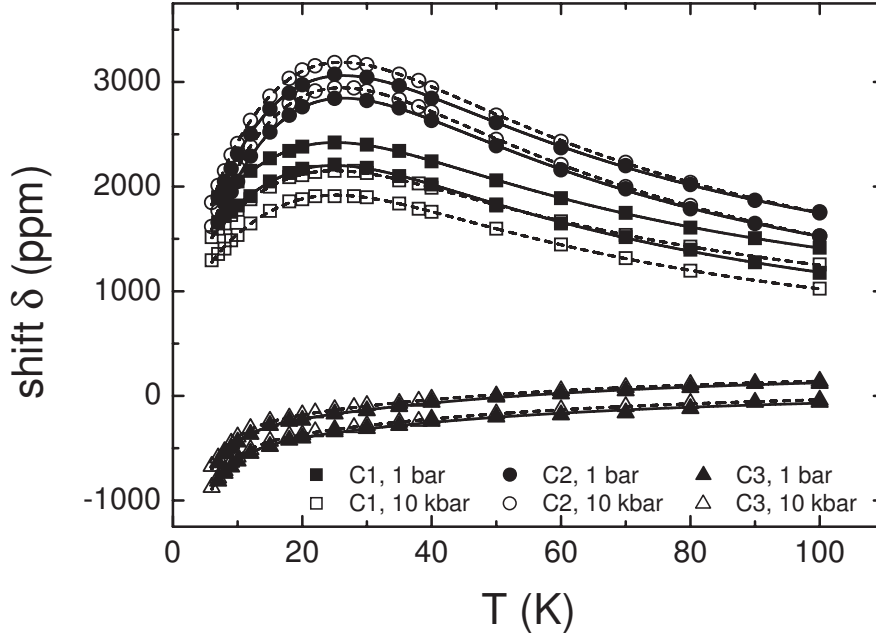 3000
2000
1000
0
-1000
shift δ (ppm)
C1, 1 bar C2, 1 bar C3, 1 bar
C1, 10 kbar C2, 10 kbar C3, 10 kbar
0 20 40 60 80 100
T (K)